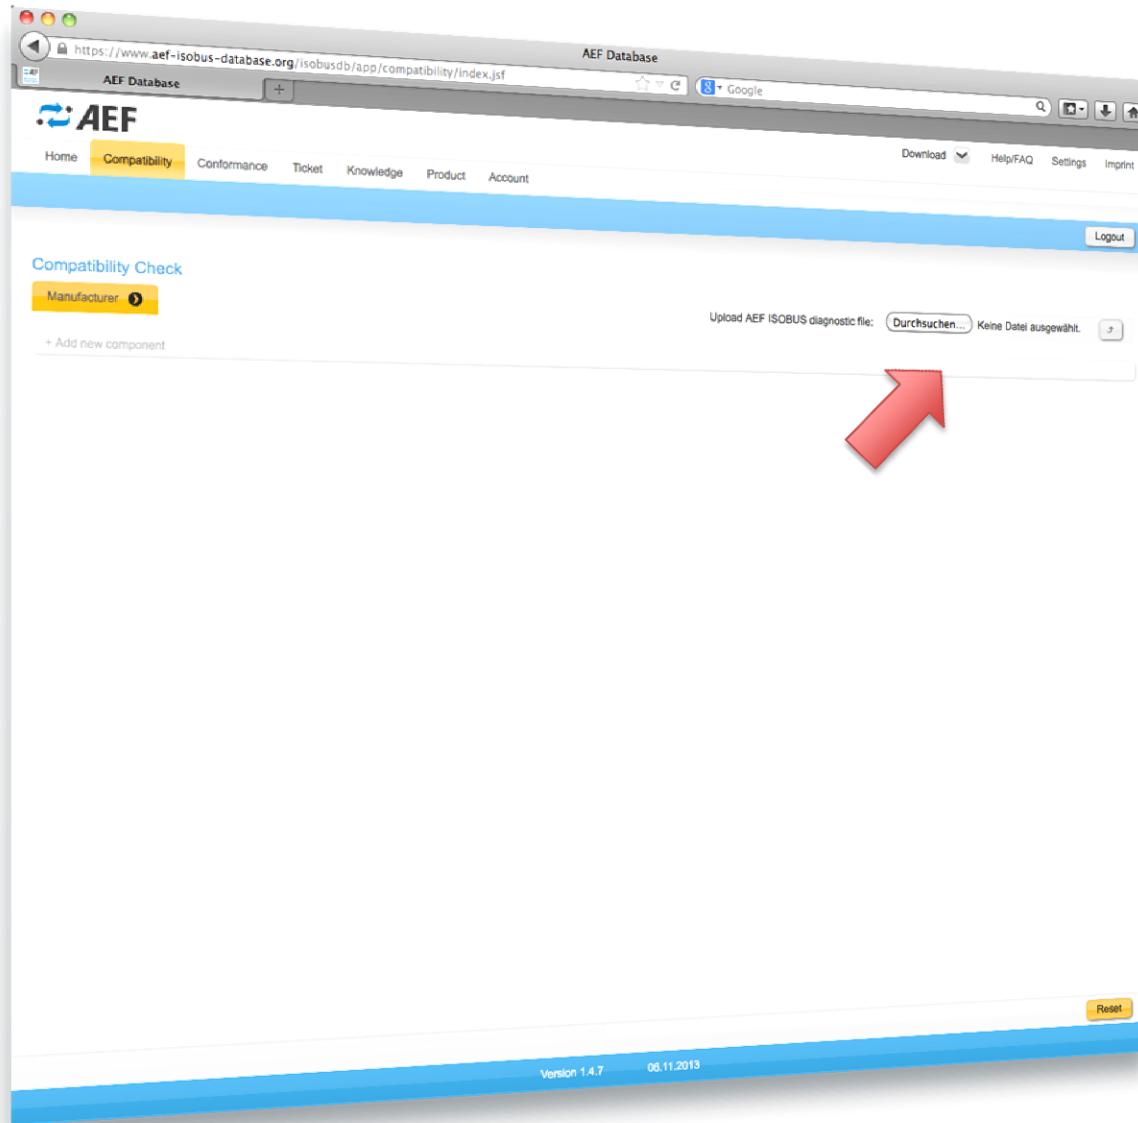 AEF Database
https://www.aef-isobus-database.org/isobusdb/app/compatibility/index.jsf
Google
AEF Database
AEF
Download
Help/FAQ
Settings
Imprint
Home
Compatibility
Conformance
Ticket
Knowledge
Product
Account
Logout
Compatibility Check
Manufacturer
Upload AEF ISOBUS diagnostic file:
Durchsuchen...
Keine Datei ausgewählt.
+ Add new component
Reset
Version 1.4.7
06.11.2013